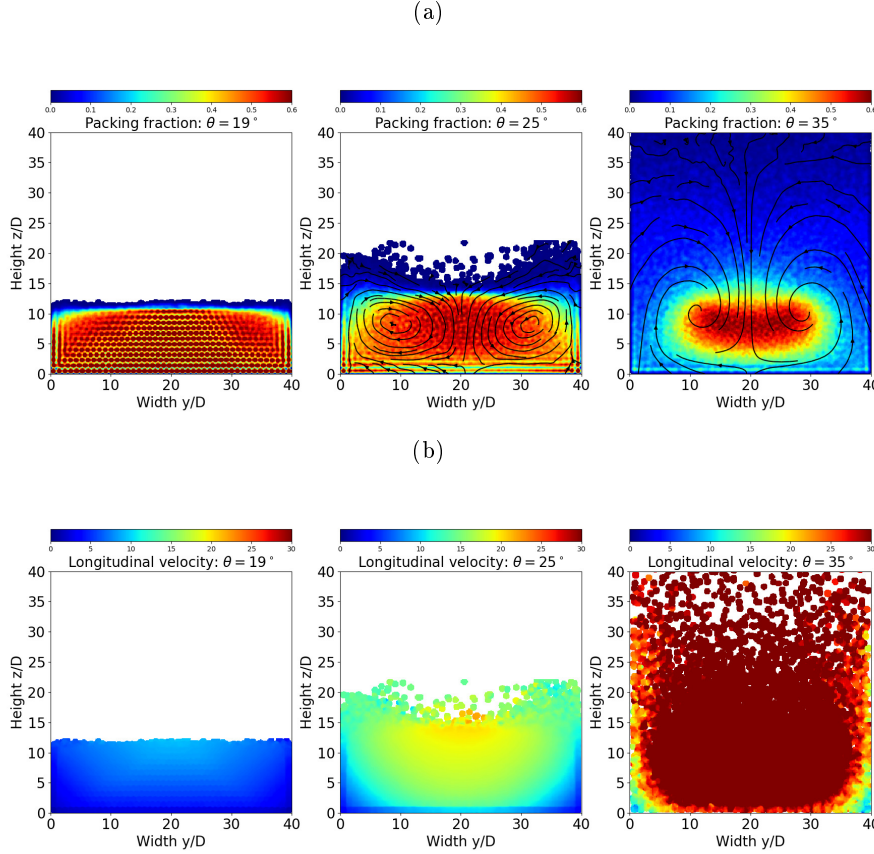 (a)
0.0 0.1 0.2 0.3 0.4 0.5 0.6
Packing fraction: θ = 19°
40
35
30
25
20
15
10
5
0
Height z/D
0 10 20 30 40
Width y/D
0.0 0.1 0.2 0.3 0.4 0.5 0.6
Packing fraction: θ = 25°
40
35
30
25
20
15
10
5
0
Height z/D
0 10 20 30 40
Width y/D
0.0 0.1 0.2 0.3 0.4 0.5 0.6
Packing fraction: θ = 35°
40
35
30
25
20
15
10
5
0
Height z/D
0 10 20 30 40
Width y/D
(b)
0 5 10 15 20 25 30
Longitudinal velocity: θ = 19°
40
35
30
25
20
15
10
5
0
Height z/D
0 10 20 30 40
Width y/D
0 5 10 15 20 25 30
Longitudinal velocity: θ = 25°
40
35
30
25
20
15
10
5
0
Height z/D
0 10 20 30 40
Width y/D
0 5 10 15 20 25 30
Longitudinal velocity: θ = 35°
40
35
30
25
20
15
10
5
0
Height z/D
0 10 20 30 40
Width y/D